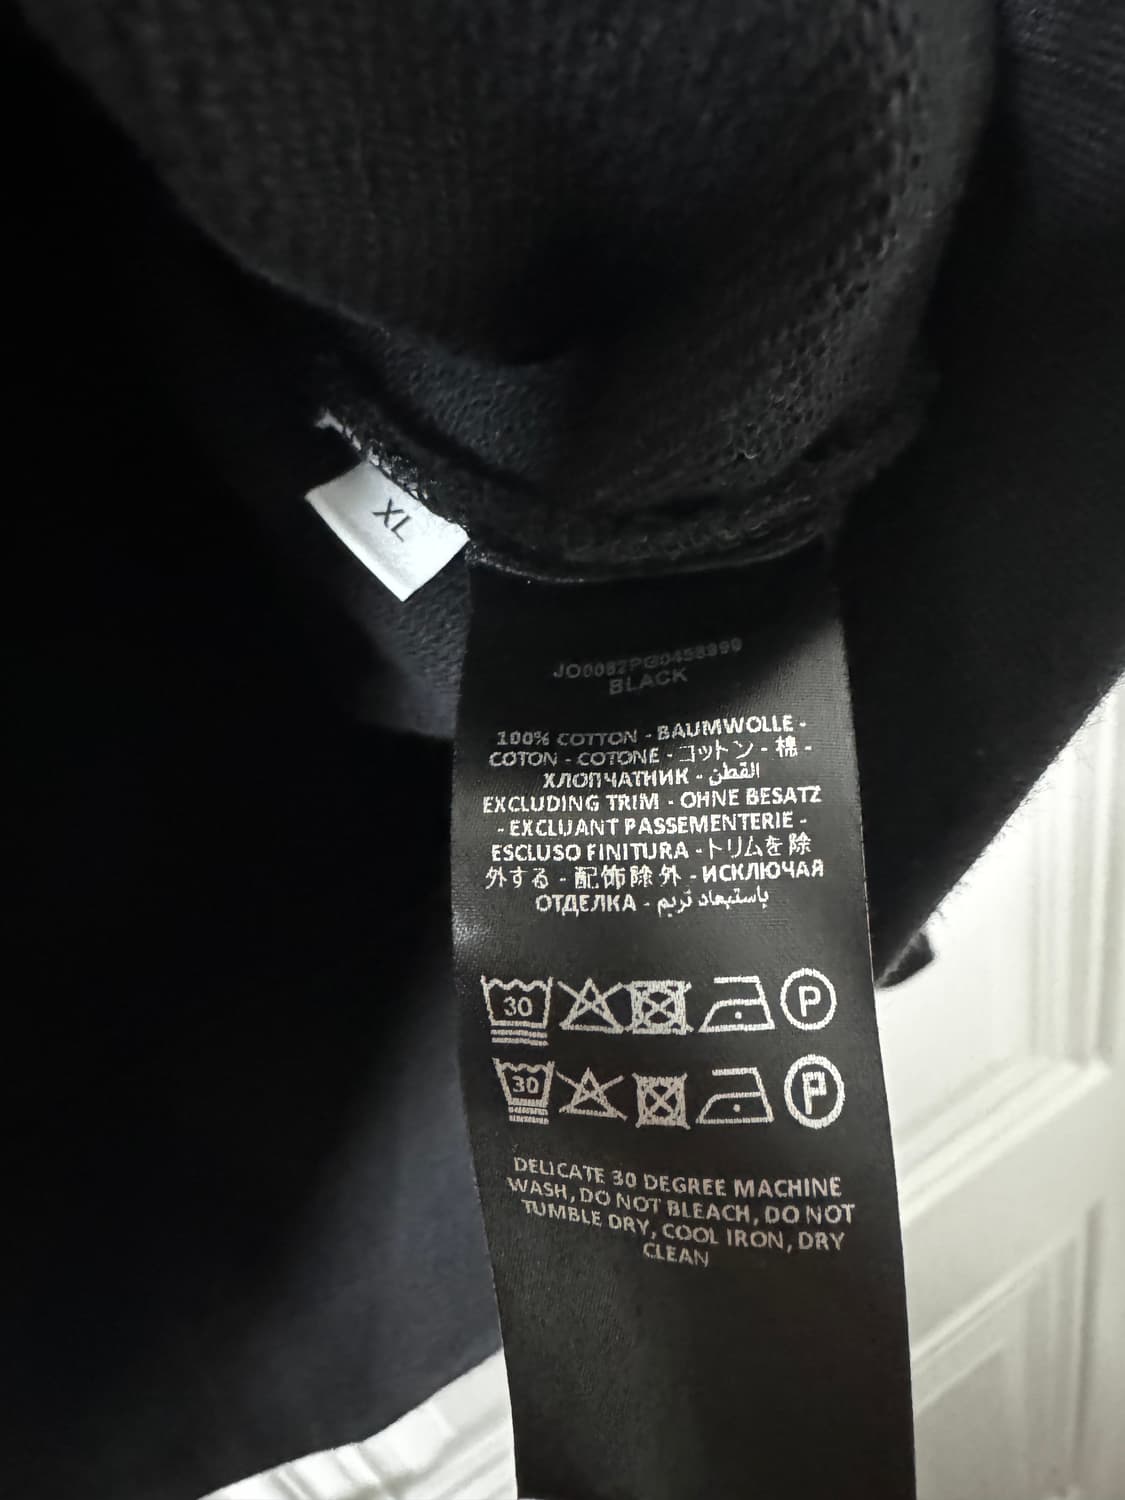 XL
JO0082PG0458999
BLACK
100% COTTON - BAUMWOLLE -
COTON - COTONE - コットン - 棉 -
ХЛОПЧАТНИК - القطن
EXCLUDING TRIM - OHNE BESATZ
- EXCLUANT PASSEMENTERIE -
ESCLUSO FINITURA - トリムを除
外する - 配饰除外 - ИСКЛЮЧАЯ
ОТДЕЛКА - باستبعاد تريم
30 P
30 P
DELICATE 30 DEGREE MACHINE
WASH, DO NOT BLEACH, DO NOT
TUMBLE DRY, COOL IRON, DRY
CLEAN